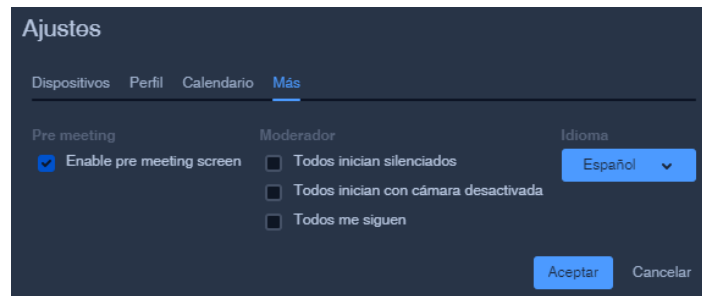 Ajustes
Dispositivos Perfil Calendario Más
Pre meeting Moderador Idioma
Enable pre meeting screen Todos inician silenciados Español
Todos inician con cámara desactivada
Todos me siguen
Aceptar Cancelar